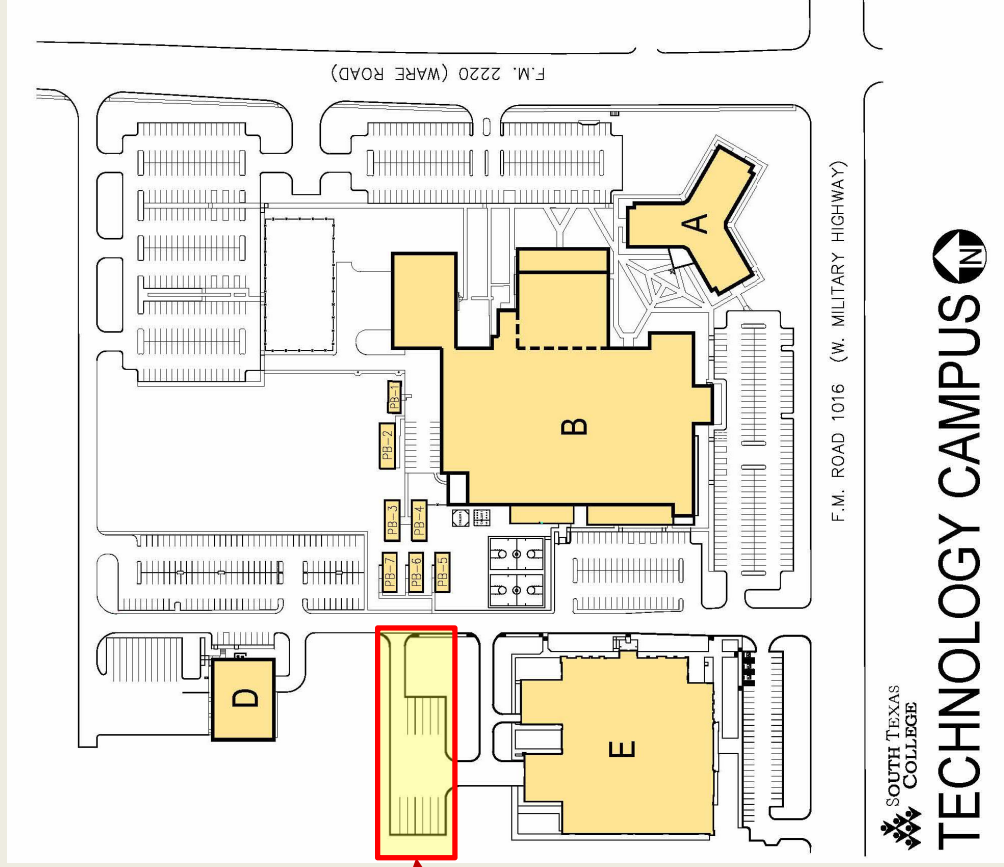 F.M. 2220 (WARE ROAD)
A
F.M. ROAD 1016 (W. MILITARY HIGHWAY)
B
PB-1
PB-2
PB-3
PB-4
PB-7
PB-6
PB-5
D
E
SOUTH TEXAS
COLLEGE
TECHNOLOGY CAMPUS
N